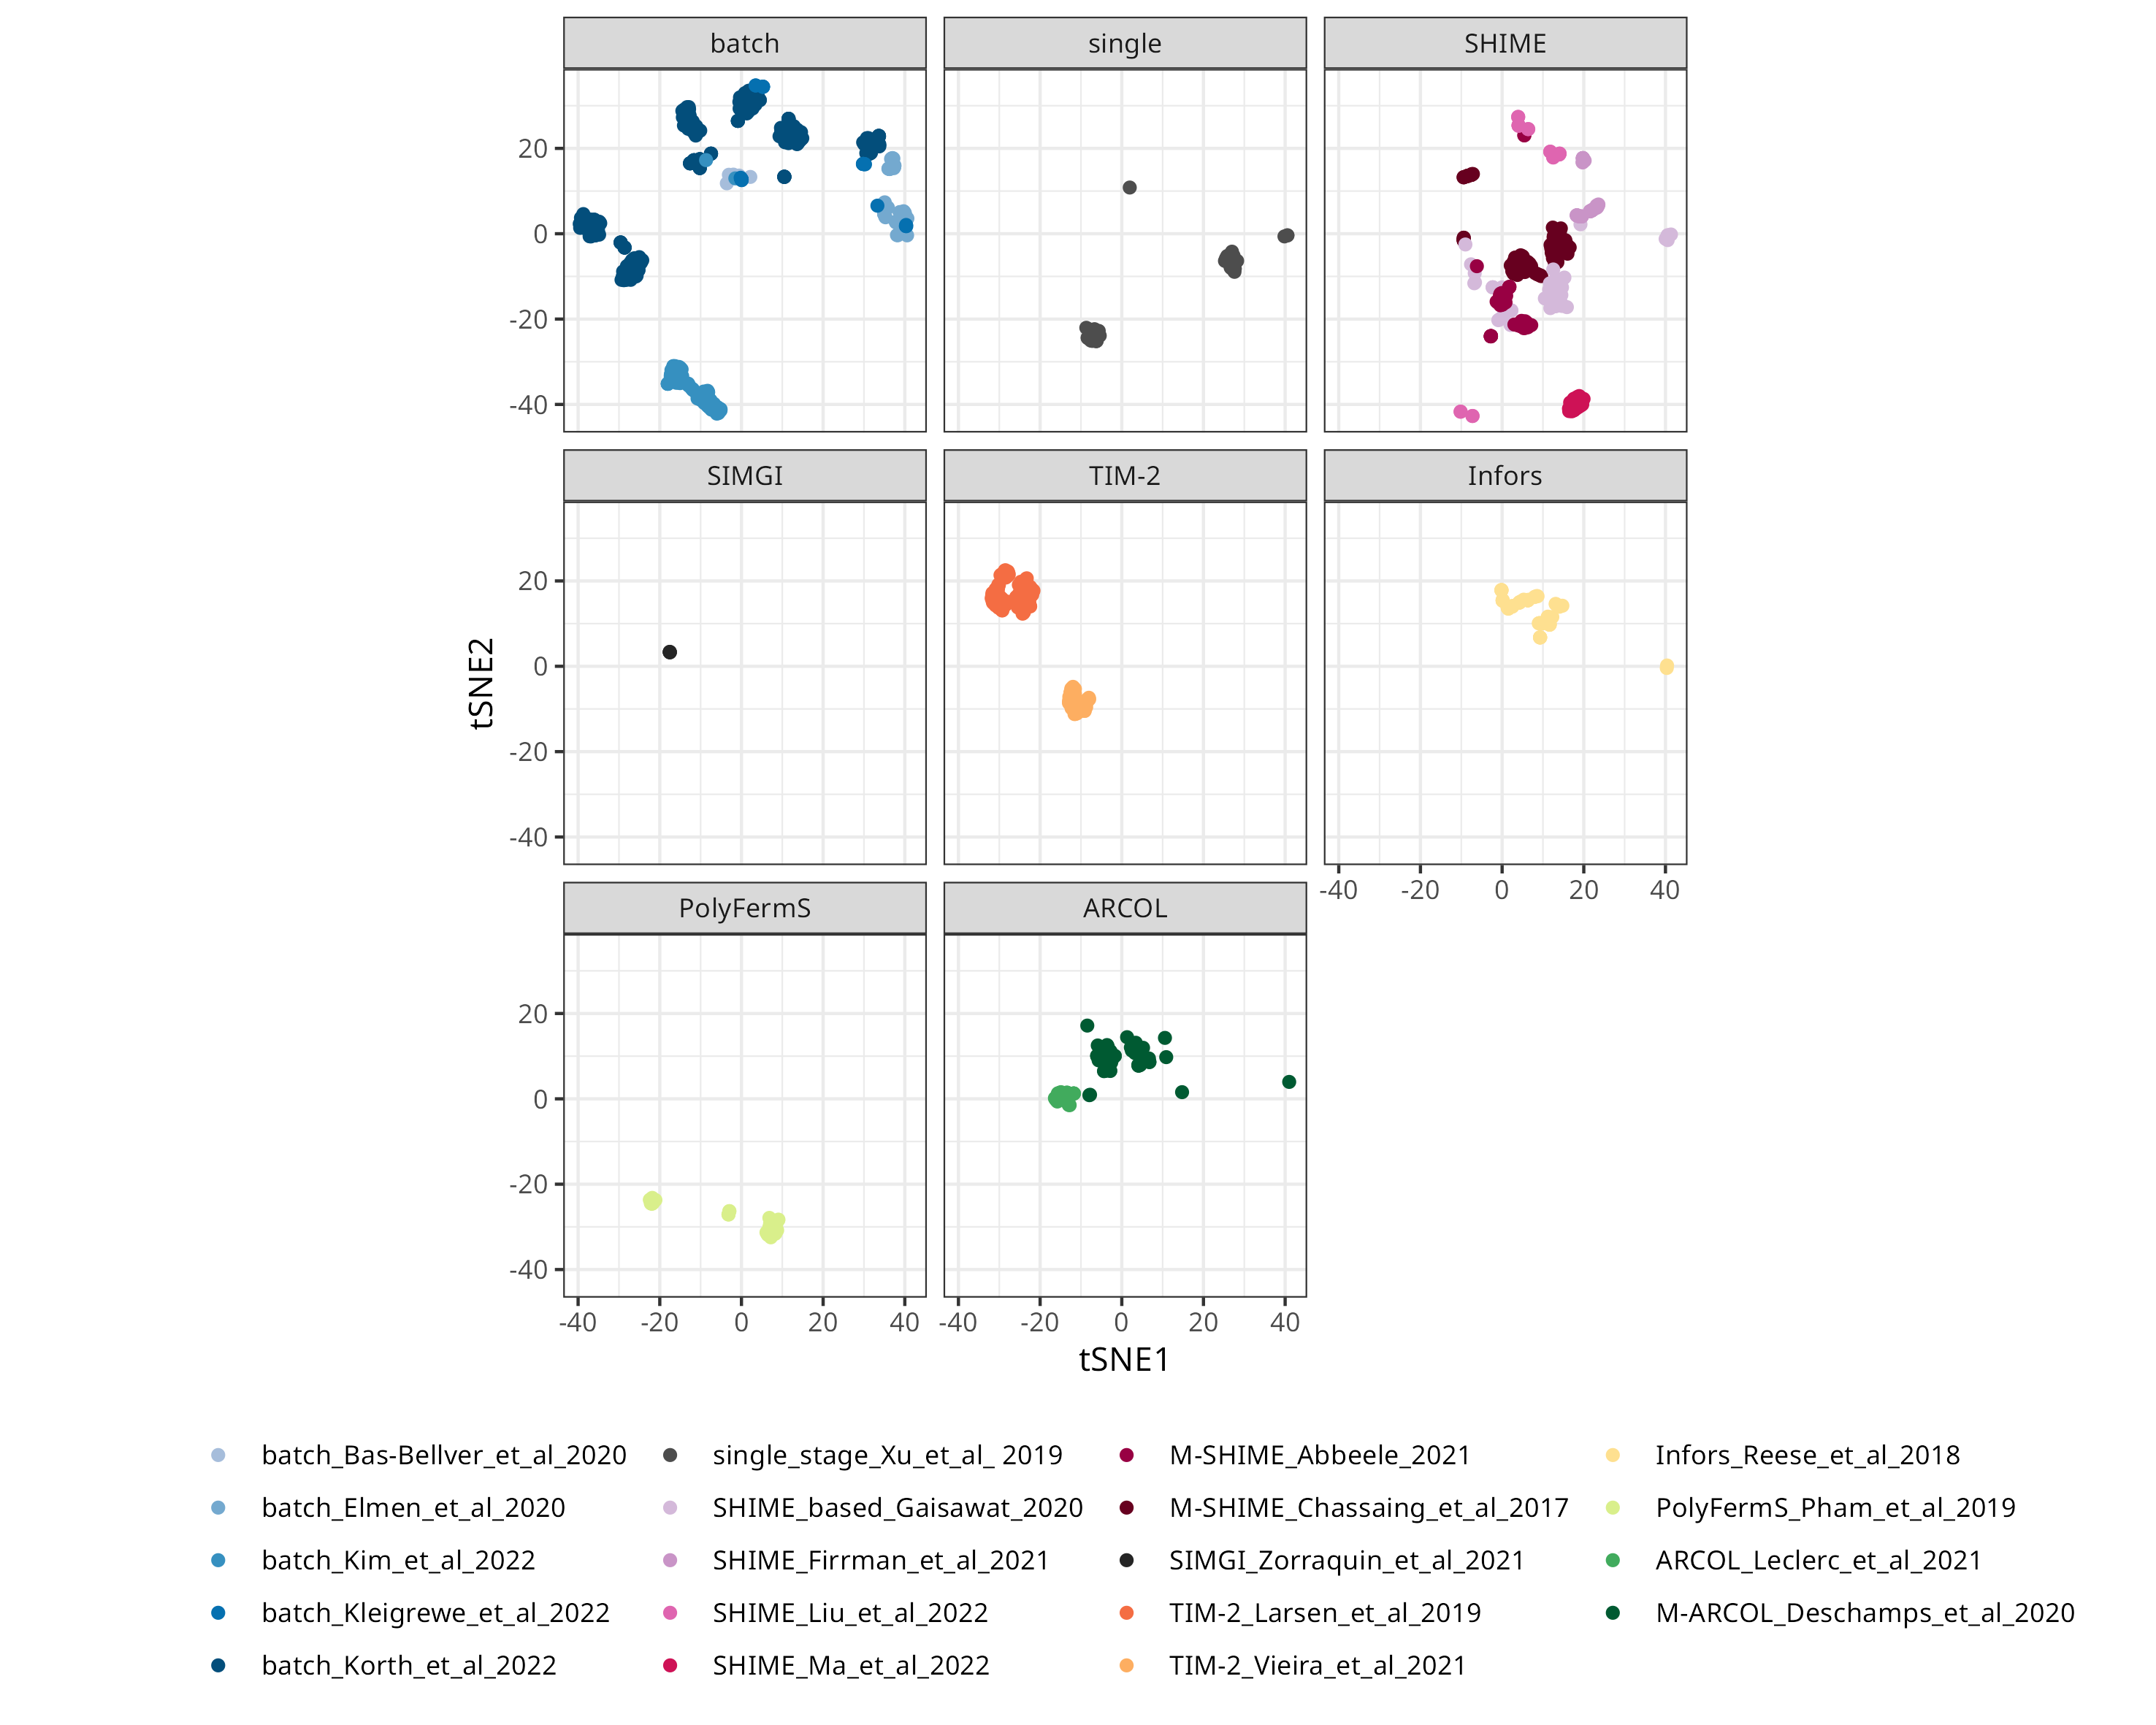 batch single SHIME
20
0
-20
-40
SIMGI TIM-2 Infors
20
0
-20
-40
tSNE2
-40 -20 0 20 40
PolyFermS ARCOL
20
0
-20
-40
-40 -20 0 20 40 -40 -20 0 20 40
tSNE1
batch_Bas-Bellver_et_al_2020 single_stage_Xu_et_al_ 2019 M-SHIME_Abbeele_2021 Infors_Reese_et_al_2018
batch_Elmen_et_al_2020 SHIME_based_Gaisawat_2020 M-SHIME_Chassaing_et_al_2017 PolyFermS_Pham_et_al_2019
batch_Kim_et_al_2022 SHIME_Firrman_et_al_2021 SIMGI_Zorraquin_et_al_2021 ARCOL_Leclerc_et_al_2021
batch_Kleigrewe_et_al_2022 SHIME_Liu_et_al_2022 TIM-2_Larsen_et_al_2019 M-ARCOL_Deschamps_et_al_2020
batch_Korth_et_al_2022 SHIME_Ma_et_al_2022 TIM-2_Vieira_et_al_2021